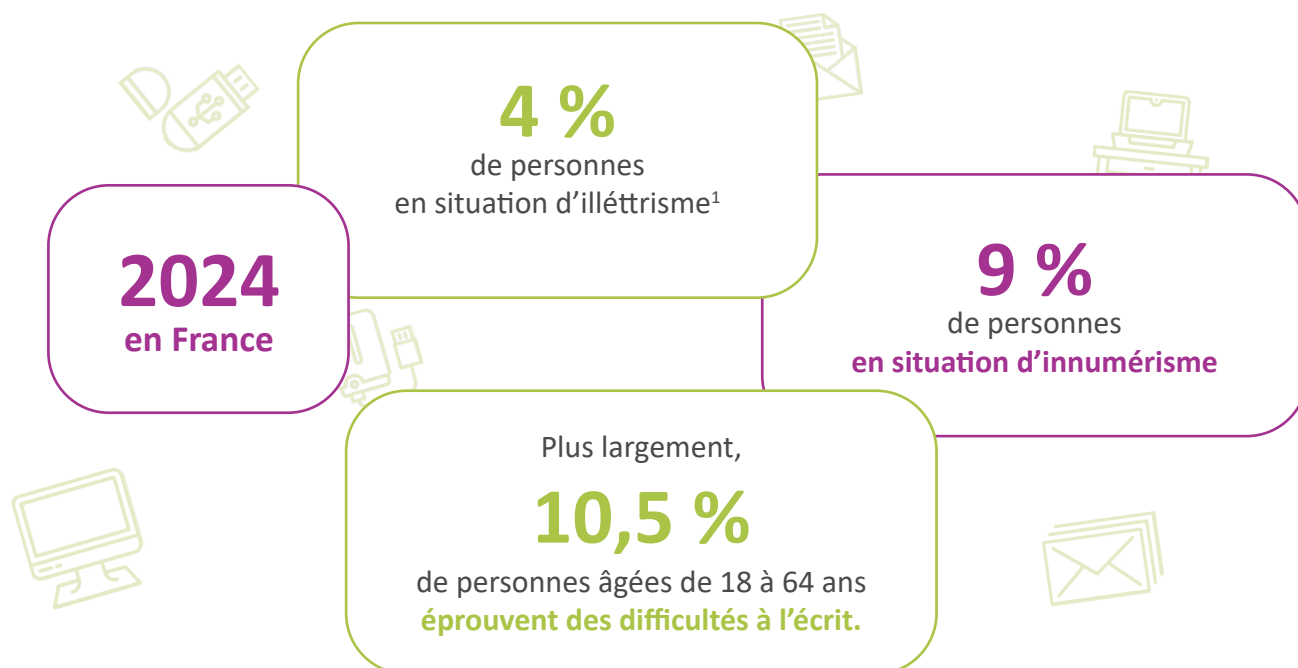 4 %
de personnes
en situation d'illéttrisme¹
2024
en France
9 %
de personnes
en situation d'innumérisme
Plus largement,
10,5 %
de personnes âgées de 18 à 64 ans
éprouvent des difficultés à l'écrit.